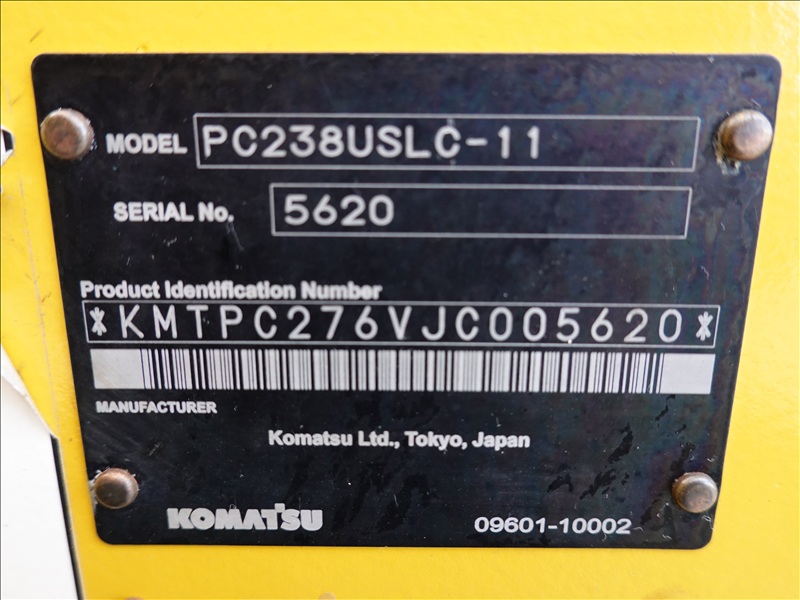 MODEL PC238USLC-11
SERIAL No. 5620
Product Identification Number
*KMTPC276VJC005620*
MANUFACTURER
Komatsu Ltd., Tokyo, Japan
KOMATSU 09601-10002